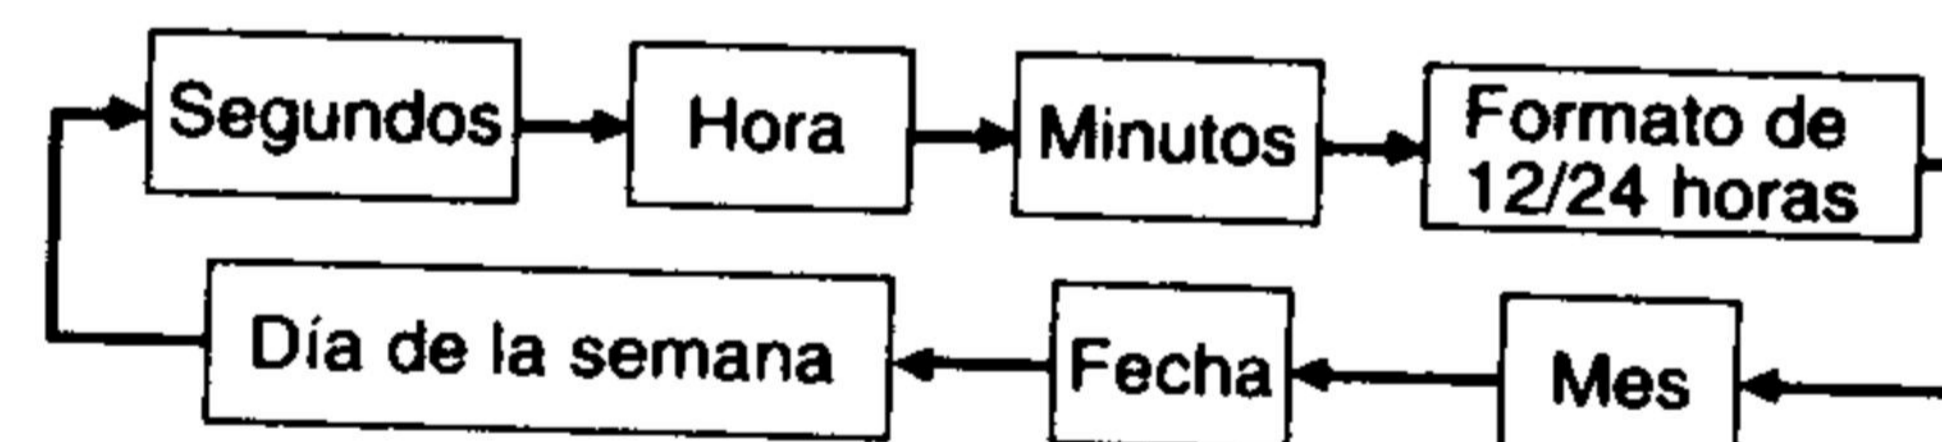 Segundos
Hora
Minutos
Formato de
12/24 horas
Día de la semana
Fecha
Mes